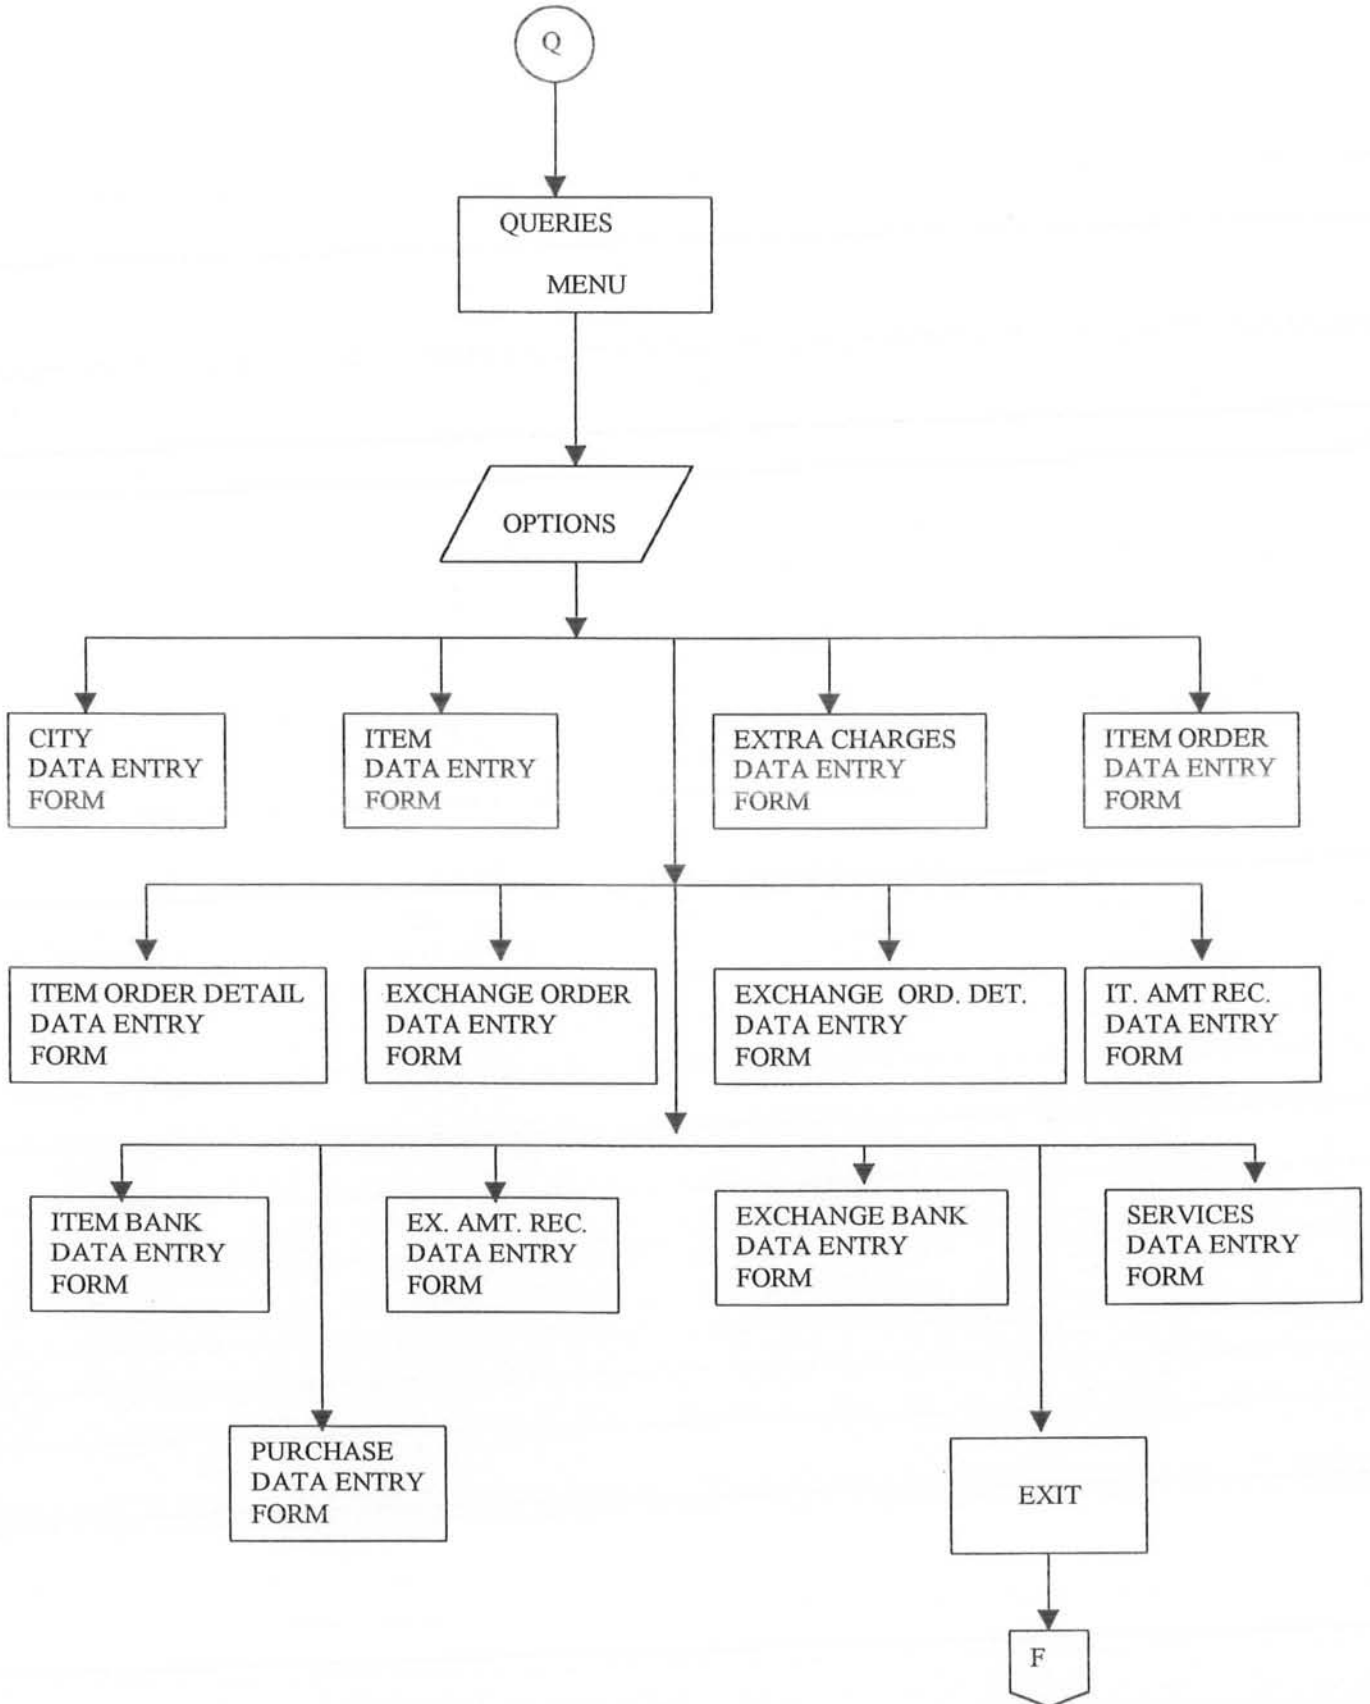 Q
QUERIES
MENU
OPTIONS
CITY
DATA ENTRY
FORM
ITEM
DATA ENTRY
FORM
EXTRA CHARGES
DATA ENTRY
FORM
ITEM ORDER
DATA ENTRY
FORM
ITEM ORDER DETAIL
DATA ENTRY
FORM
EXCHANGE ORDER
DATA ENTRY
FORM
EXCHANGE ORD. DET.
DATA ENTRY
FORM
IT. AMT REC.
DATA ENTRY
FORM
ITEM BANK
DATA ENTRY
FORM
EX. AMT. REC.
DATA ENTRY
FORM
EXCHANGE BANK
DATA ENTRY
FORM
SERVICES
DATA ENTRY
FORM
PURCHASE
DATA ENTRY
FORM
EXIT
F